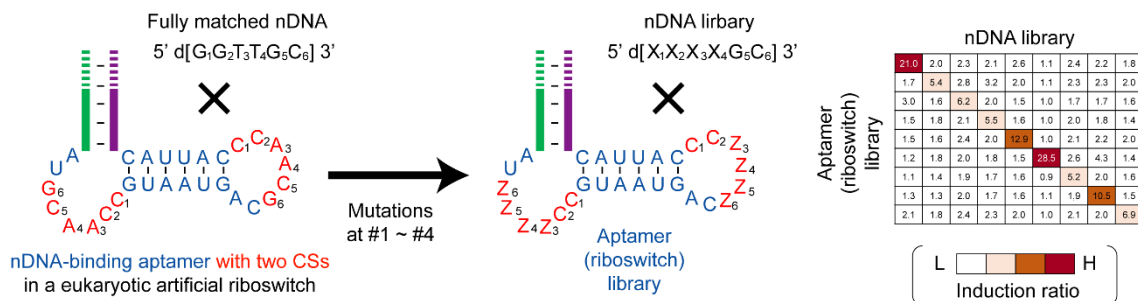 Fully matched nDNA
5' d[G₁G₂T₃T₄G₅C₆] 3'
A C A U U A C C₁ C₂ A₃ A₄ C₅ G₆
U G₆ C₅ A₄ A₃ C₂ C₁ G U A A U G A C
nDNA-binding aptamer with two CSs
in a eukaryotic artificial riboswitch
Mutations
at #1 ~ #4
nDNA lirbary
5' d[X₁X₂X₃X₄G₅C₆] 3'
A C A U U A C C₁ C₂ Z₃ Z₄ Z₅ Z₆
U Z₆ Z₅ Z₄ Z₃ C₂ C₁ G U A A U G A C
Aptamer
(riboswitch)
library
nDNA library
Aptamer
(riboswitch)
library
21.0 2.0 2.3 2.1 2.6 1.1 2.4 2.2 1.8
1.7 5.4 2.8 3.2 2.0 1.1 2.3 2.1 2.0
3.0 1.6 6.2 2.0 1.5 1.0 2.3 1.7 1.6
1.5 1.8 2.1 5.5 1.6 1.0 2.0 1.8 1.4
1.5 1.6 2.4 2.0 12.9 1.0 2.1 2.2 2.0
1.2 1.8 2.0 1.8 1.5 28.5 2.6 4.3 1.4
1.1 1.4 1.9 1.7 1.6 0.9 5.2 1.6 1.4
1.3 1.3 2.0 1.7 1.9 1.0 2.0 10.5 1.5
2.1 1.8 2.4 2.3 2.0 1.0 2.1 2.0 6.9
L H
Induction ratio